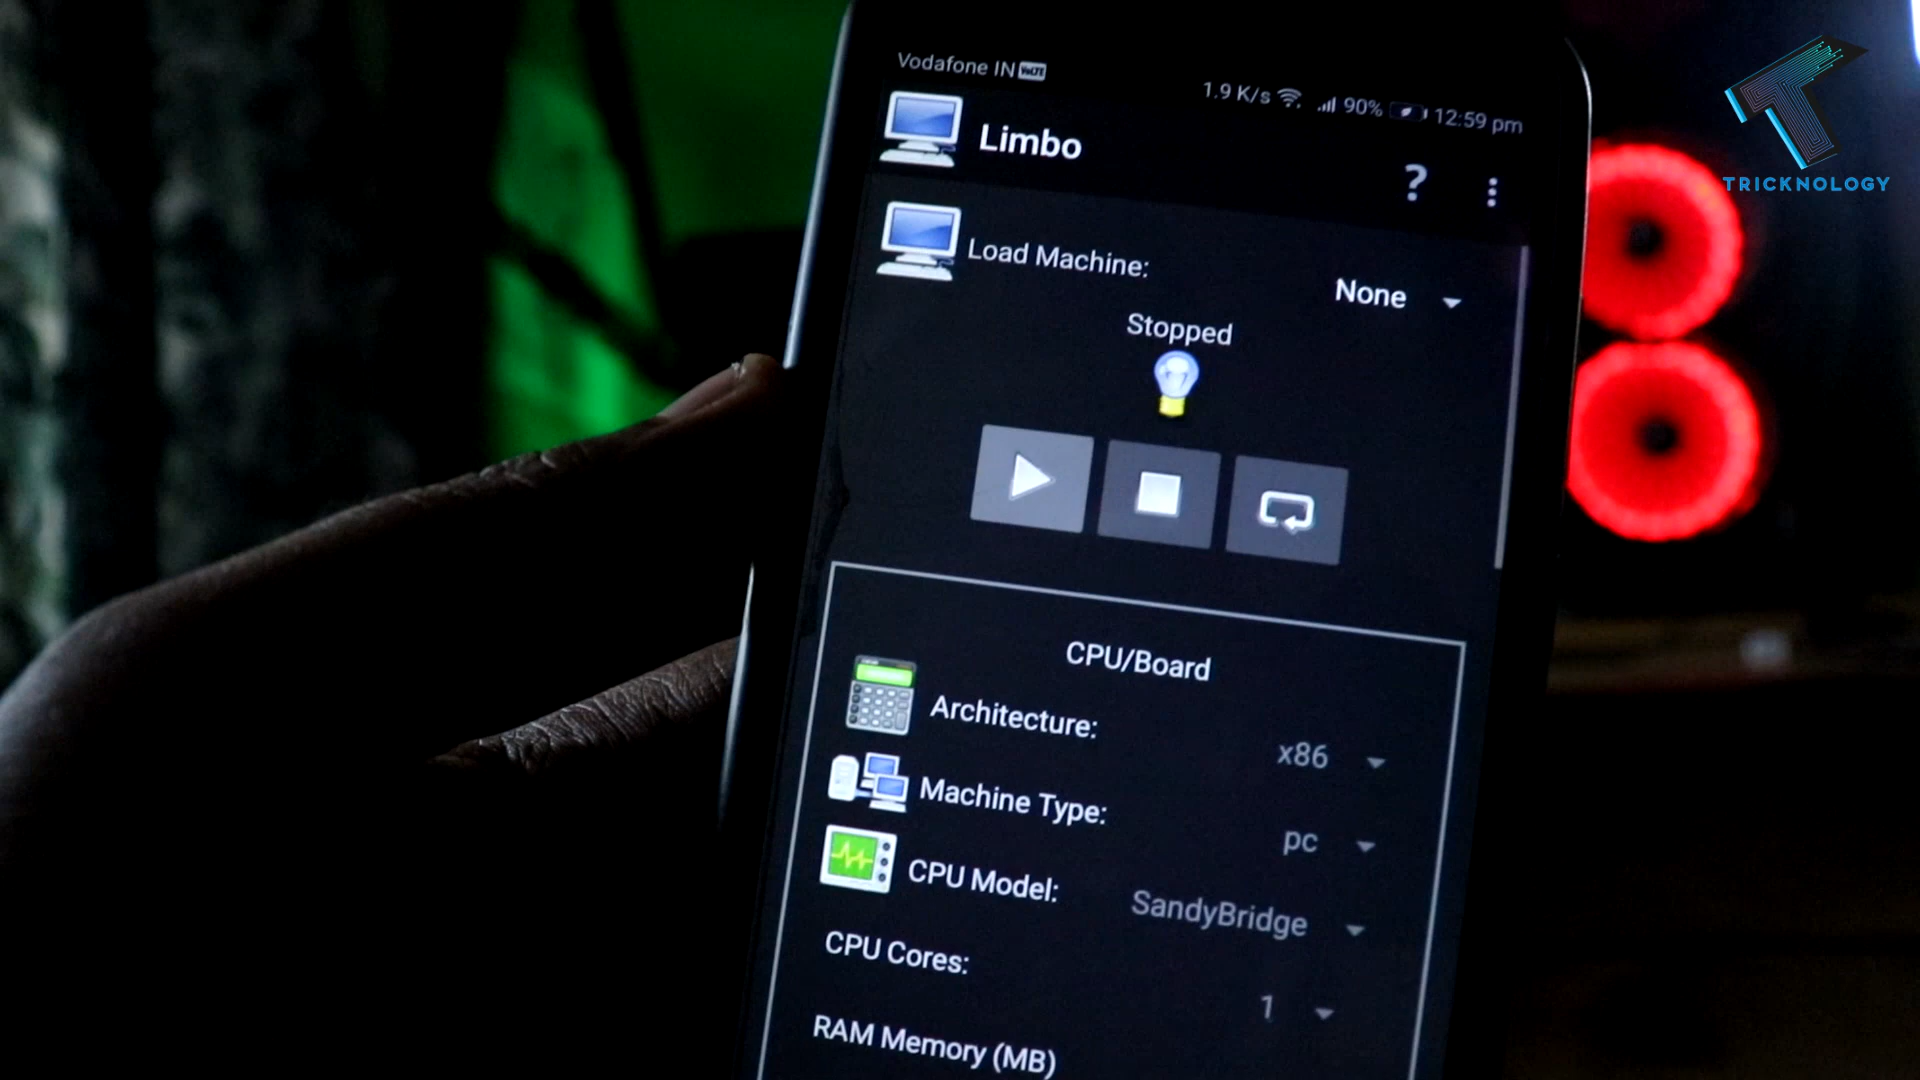 Vodafone IN VoLTE
1.9 K/s 90% 12:59 pm
Limbo
?
TRICKNOLOGY
Load Machine:
None
Stopped
CPU/Board
Architecture: x86
Machine Type: pc
CPU Model: SandyBridge
CPU Cores: 1
RAM Memory (MB)